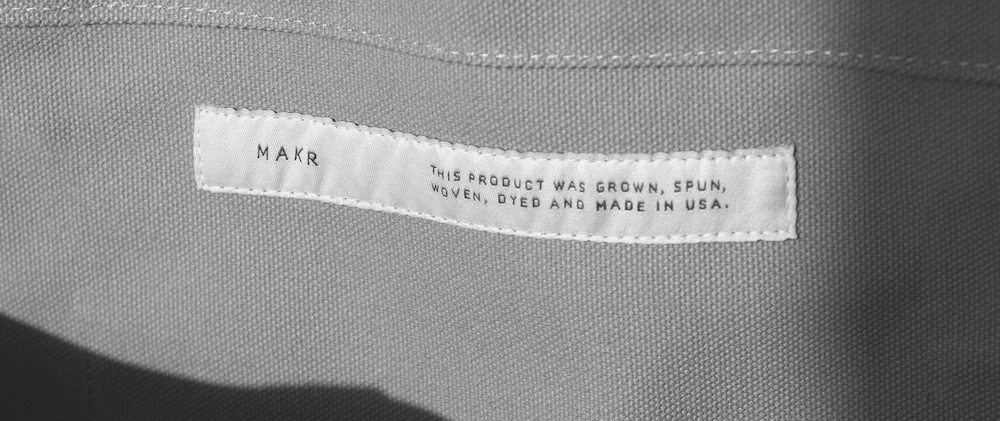 MAKR
THIS PRODUCT WAS GROWN, SPUN,
WOVEN, DYED AND MADE IN USA.